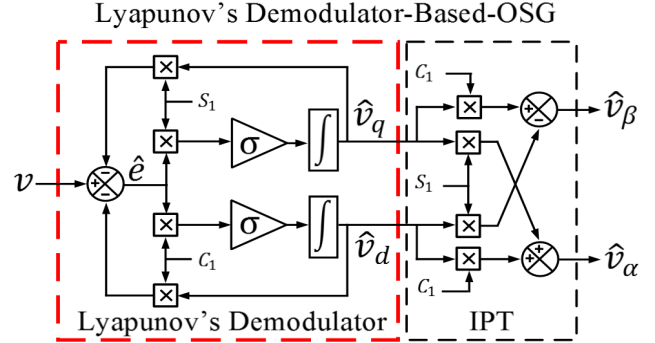 Lyapunov's Demodulator-Based-OSG
C₁
S₁
σ
∫
v̂q
v̂β
v
ê
S₁
σ
∫
v̂d
v̂α
C₁
C₁
Lyapunov's Demodulator
IPT